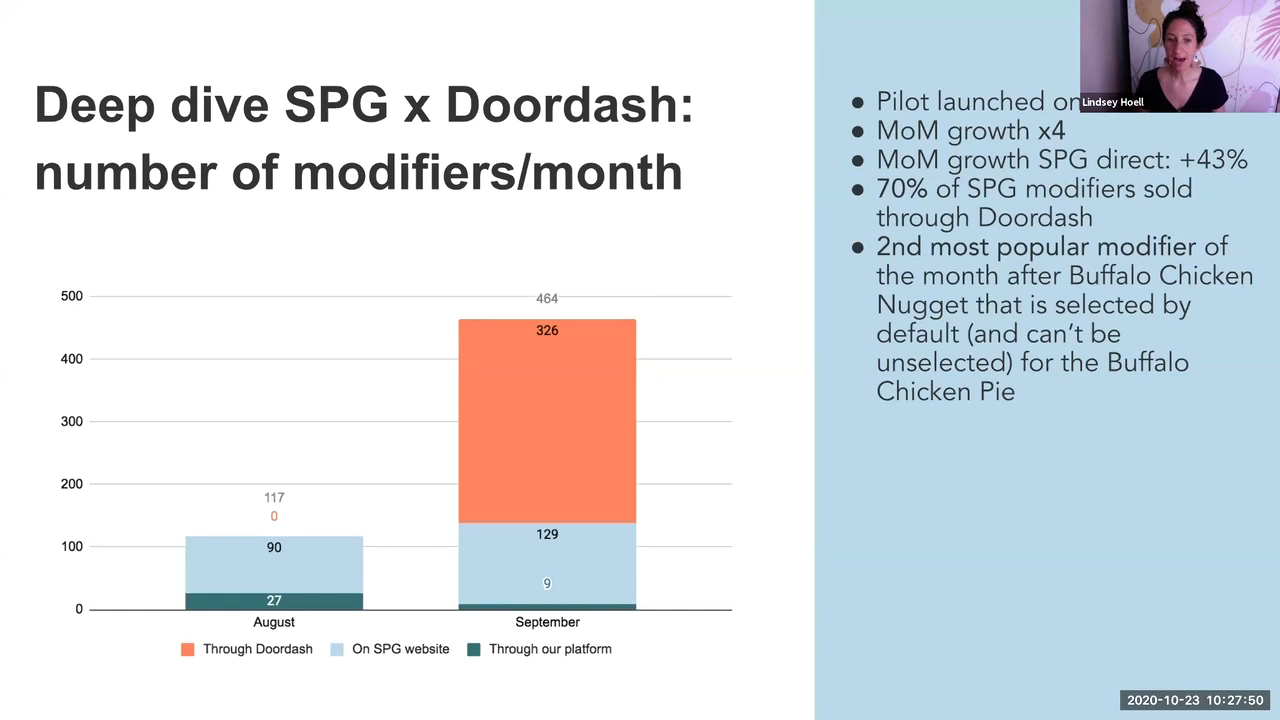 Deep dive SPG x Doordash:
number of modifiers/month
500
400
300
200
100
0
117
0
90
27
464
326
129
9
August
September
Through Doordash
On SPG website
Through our platform
● Pilot launched on
● MoM growth x4
● MoM growth SPG direct: +43%
● 70% of SPG modifiers sold
through Doordash
● 2nd most popular modifier of
the month after Buffalo Chicken
Nugget that is selected by
default (and can’t be
unselected) for the Buffalo
Chicken Pie
Lindsey Hoell
2020-10-23 10:27:50